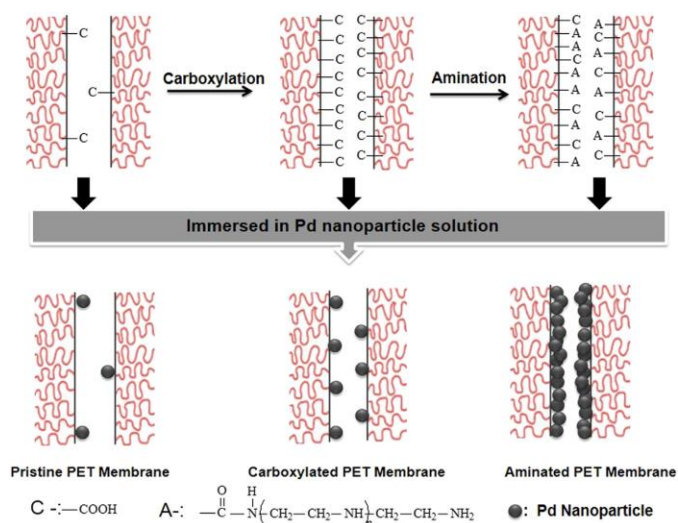 C
C
C
Carboxylation
C C
C C
C C
C C
C C
C C
C C
C C
C C
Amination
C A
A C
A A
C C
A A
A
C C
A A
C C
A
Immersed in Pd nanoparticle solution
Pristine PET Membrane
Carboxylated PET Membrane
Aminated PET Membrane
C -:—COOH
A-: —C(=O)—N(H)(CH₂—CH₂—NH)ₙCH₂—CH₂—NH₂
: Pd Nanoparticle